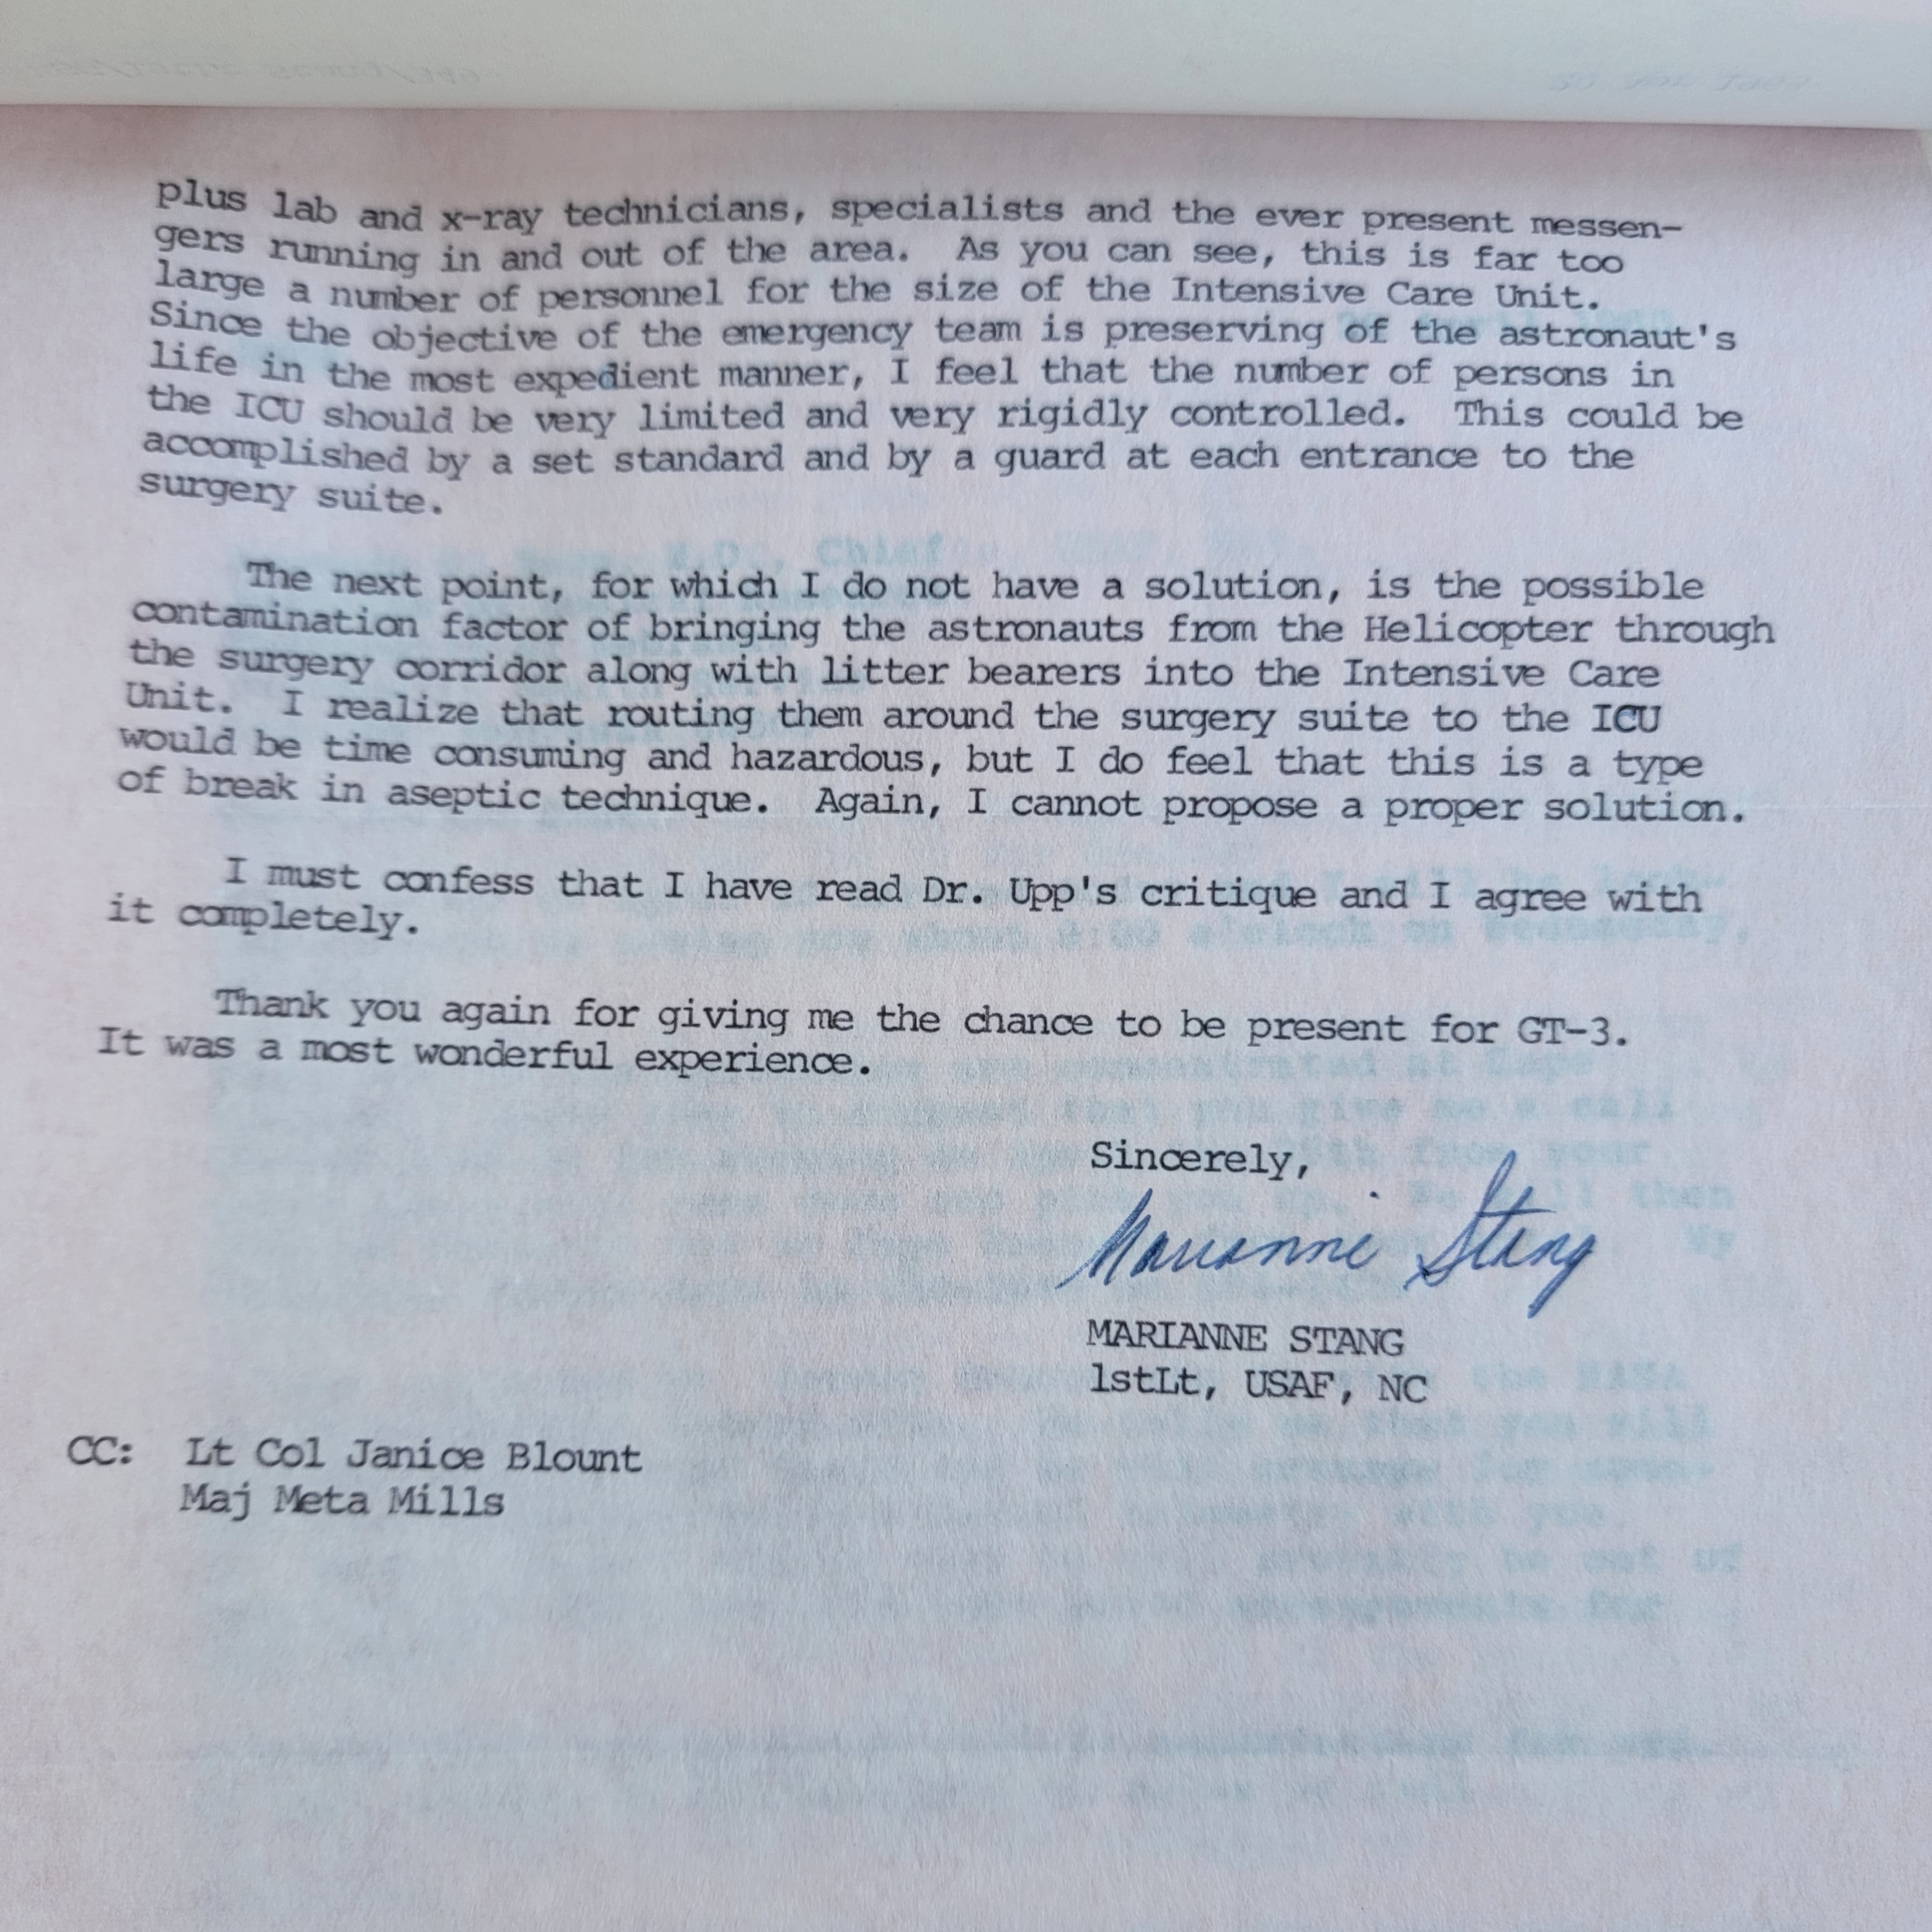 plus lab and x-ray technicians, specialists and the ever present messen-
gers running in and out of the area. As you can see, this is far too
large a number of personnel for the size of the Intensive Care Unit.
Since the objective of the emergency team is preserving of the astronaut's
life in the most expedient manner, I feel that the number of persons in
the ICU should be very limited and very rigidly controlled. This could be
accomplished by a set standard and by a guard at each entrance to the
surgery suite.
The next point, for which I do not have a solution, is the possible
contamination factor of bringing the astronauts from the Helicopter through
the surgery corridor along with litter bearers into the Intensive Care
Unit. I realize that routing them around the surgery suite to the ICU
would be time consuming and hazardous, but I do feel that this is a type
of break in aseptic technique. Again, I cannot propose a proper solution.
I must confess that I have read Dr. Upp's critique and I agree with
it completely.
Thank you again for giving me the chance to be present for GT-3.
It was a most wonderful experience.
Sincerely,
Marianne Stang
MARIANNE STANG
1stLt, USAF, NC
CC: Lt Col Janice Blount
Maj Meta Mills